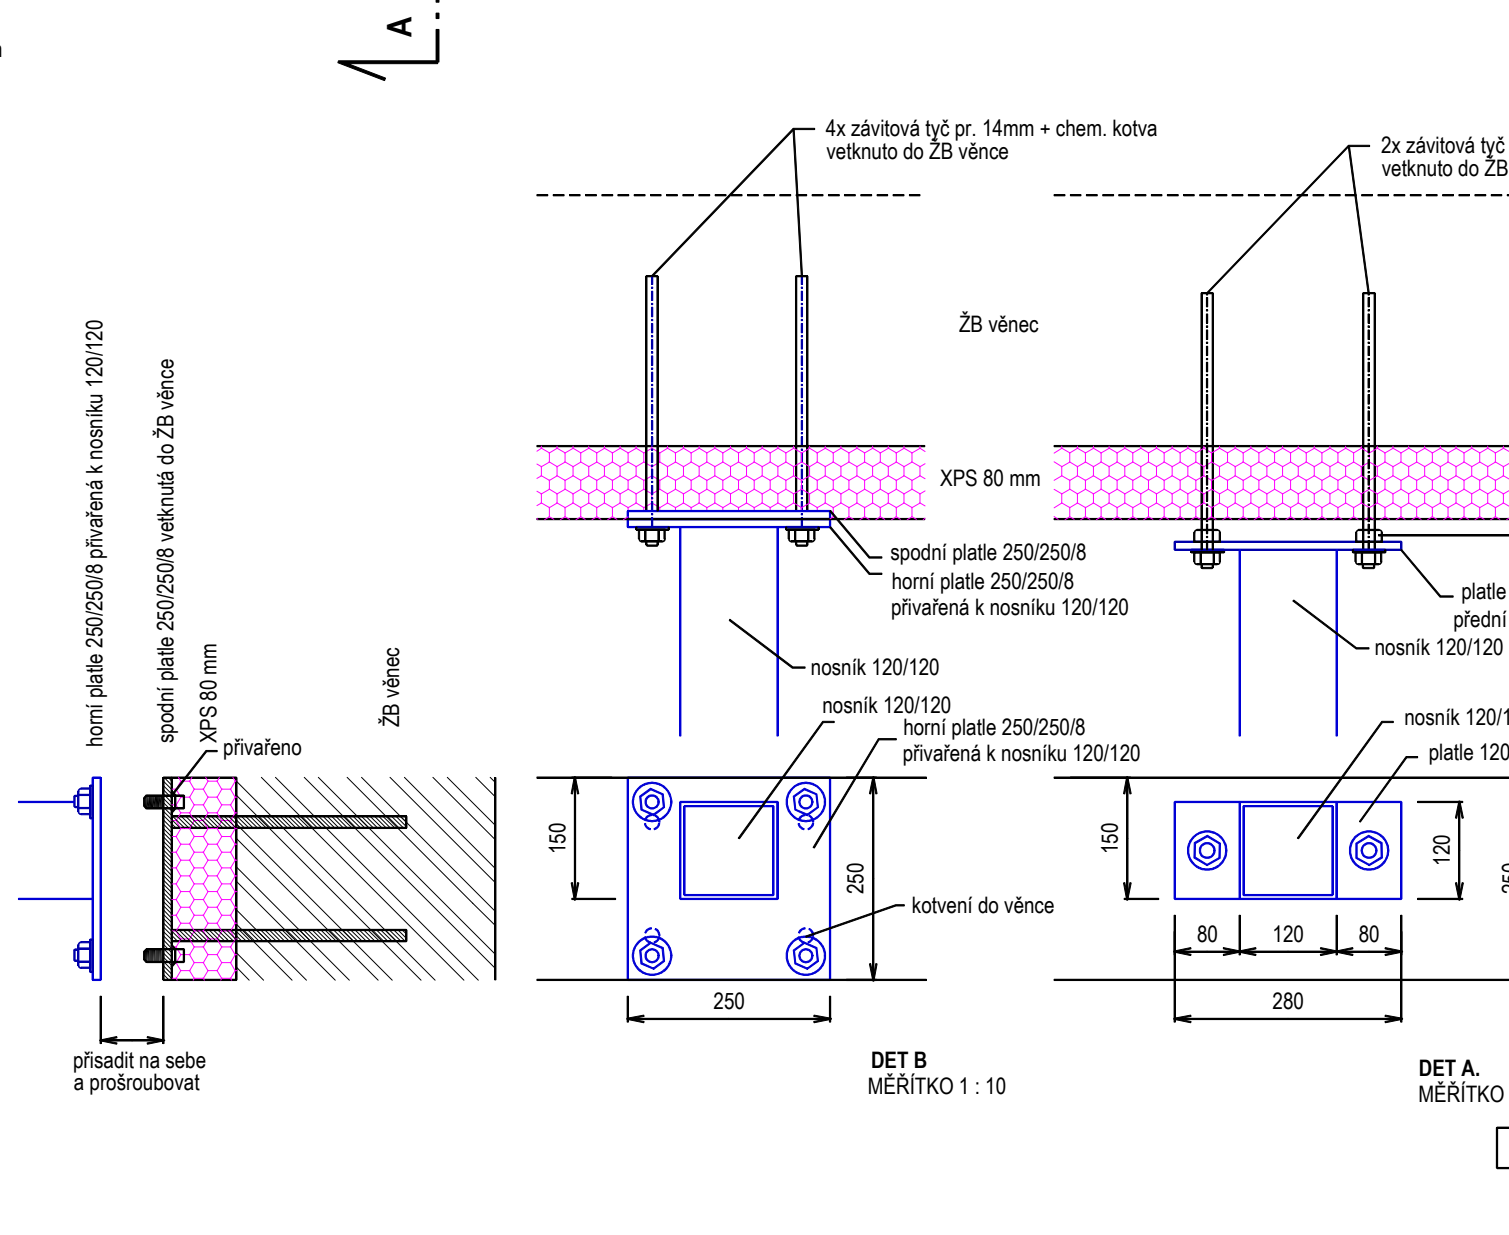 A
4x závitová tyč pr. 14mm + chem. kotva
vetknuto do ŽB věnce
2x závitová tyč
vetknuto do ŽB
ŽB věnec
XPS 80 mm
spodní platle 250/250/8
horní platle 250/250/8
přivařená k nosníku 120/120
nosník 120/120
platle
přední
nosník 120/120
horní platle 250/250/8 přivařená k nosníku 120/120
spodní platle 250/250/8 vetknutá do ŽB věnce
XPS 80 mm
ŽB věnec
přivařeno
nosník 120/120
horní platle 250/250/8
přivařená k nosníku 120/120
nosník 120/1
platle 120
150
250
kotvení do věnce
250
150
120
250
80
120
80
280
přisadit na sebe
a prošroubovat
DET B
MĚŘÍTKO 1 : 10
DET A.
MĚŘÍTKO